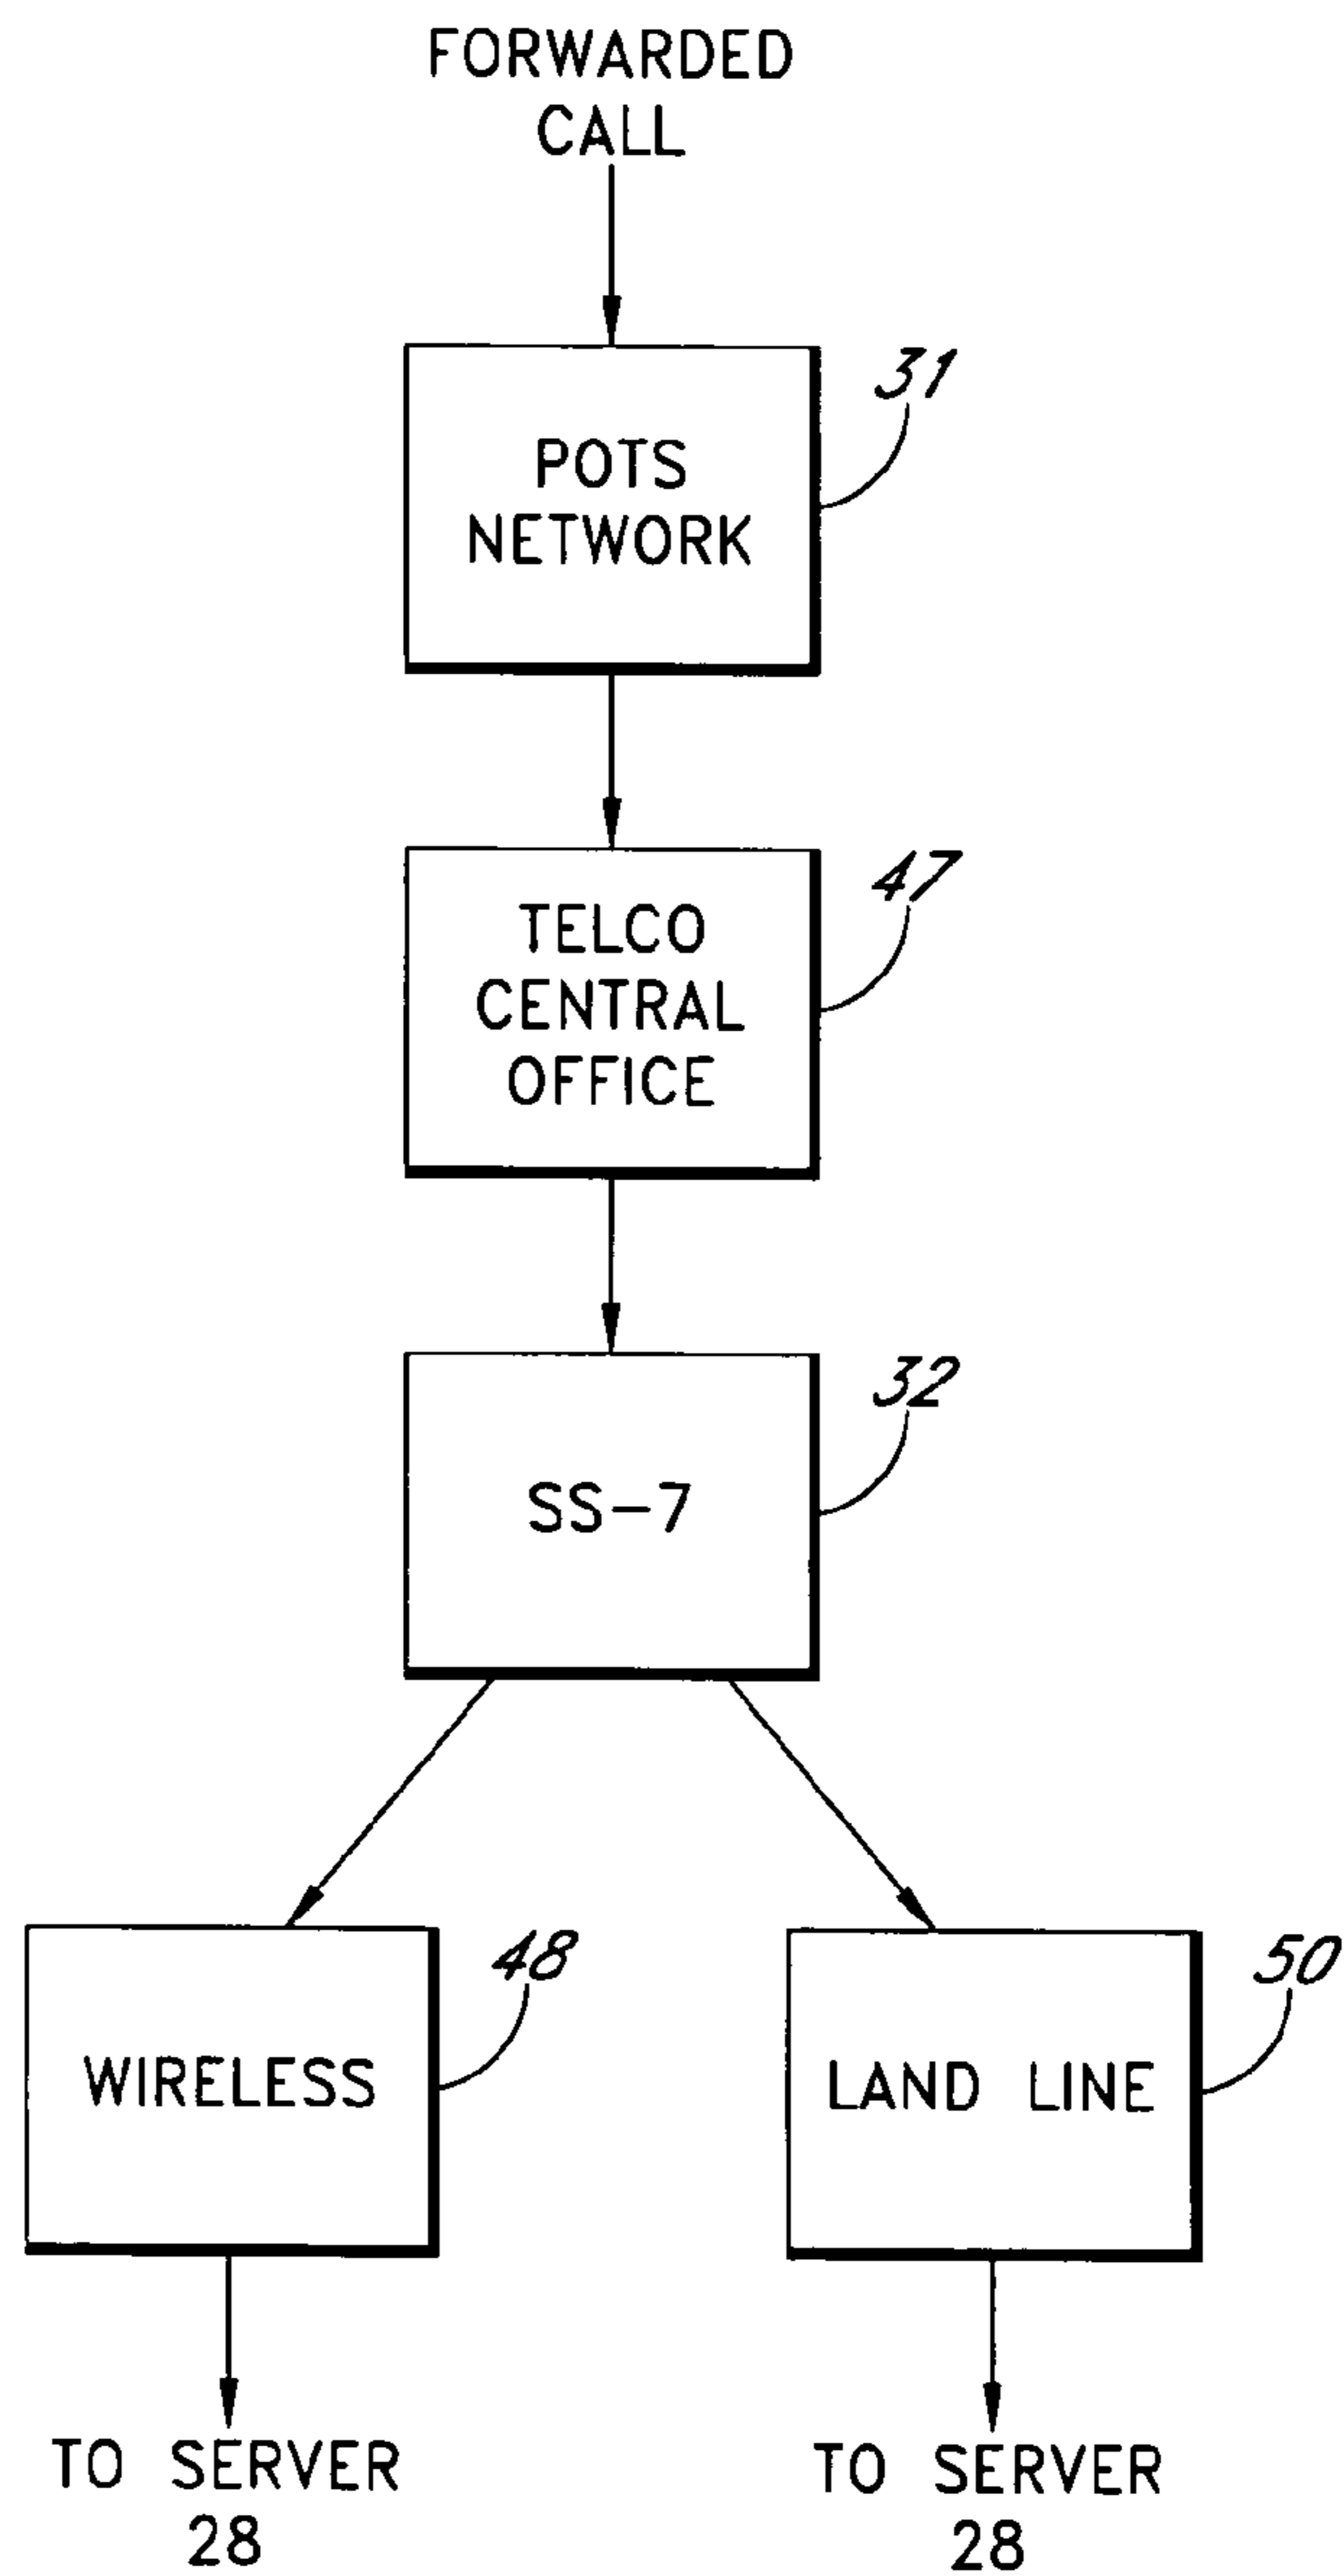 FORWARDED
CALL
31
POTS
NETWORK
47
TELCO
CENTRAL
OFFICE
32
SS-7
48
WIRELESS
50
LAND LINE
TO SERVER
28
TO SERVER
28